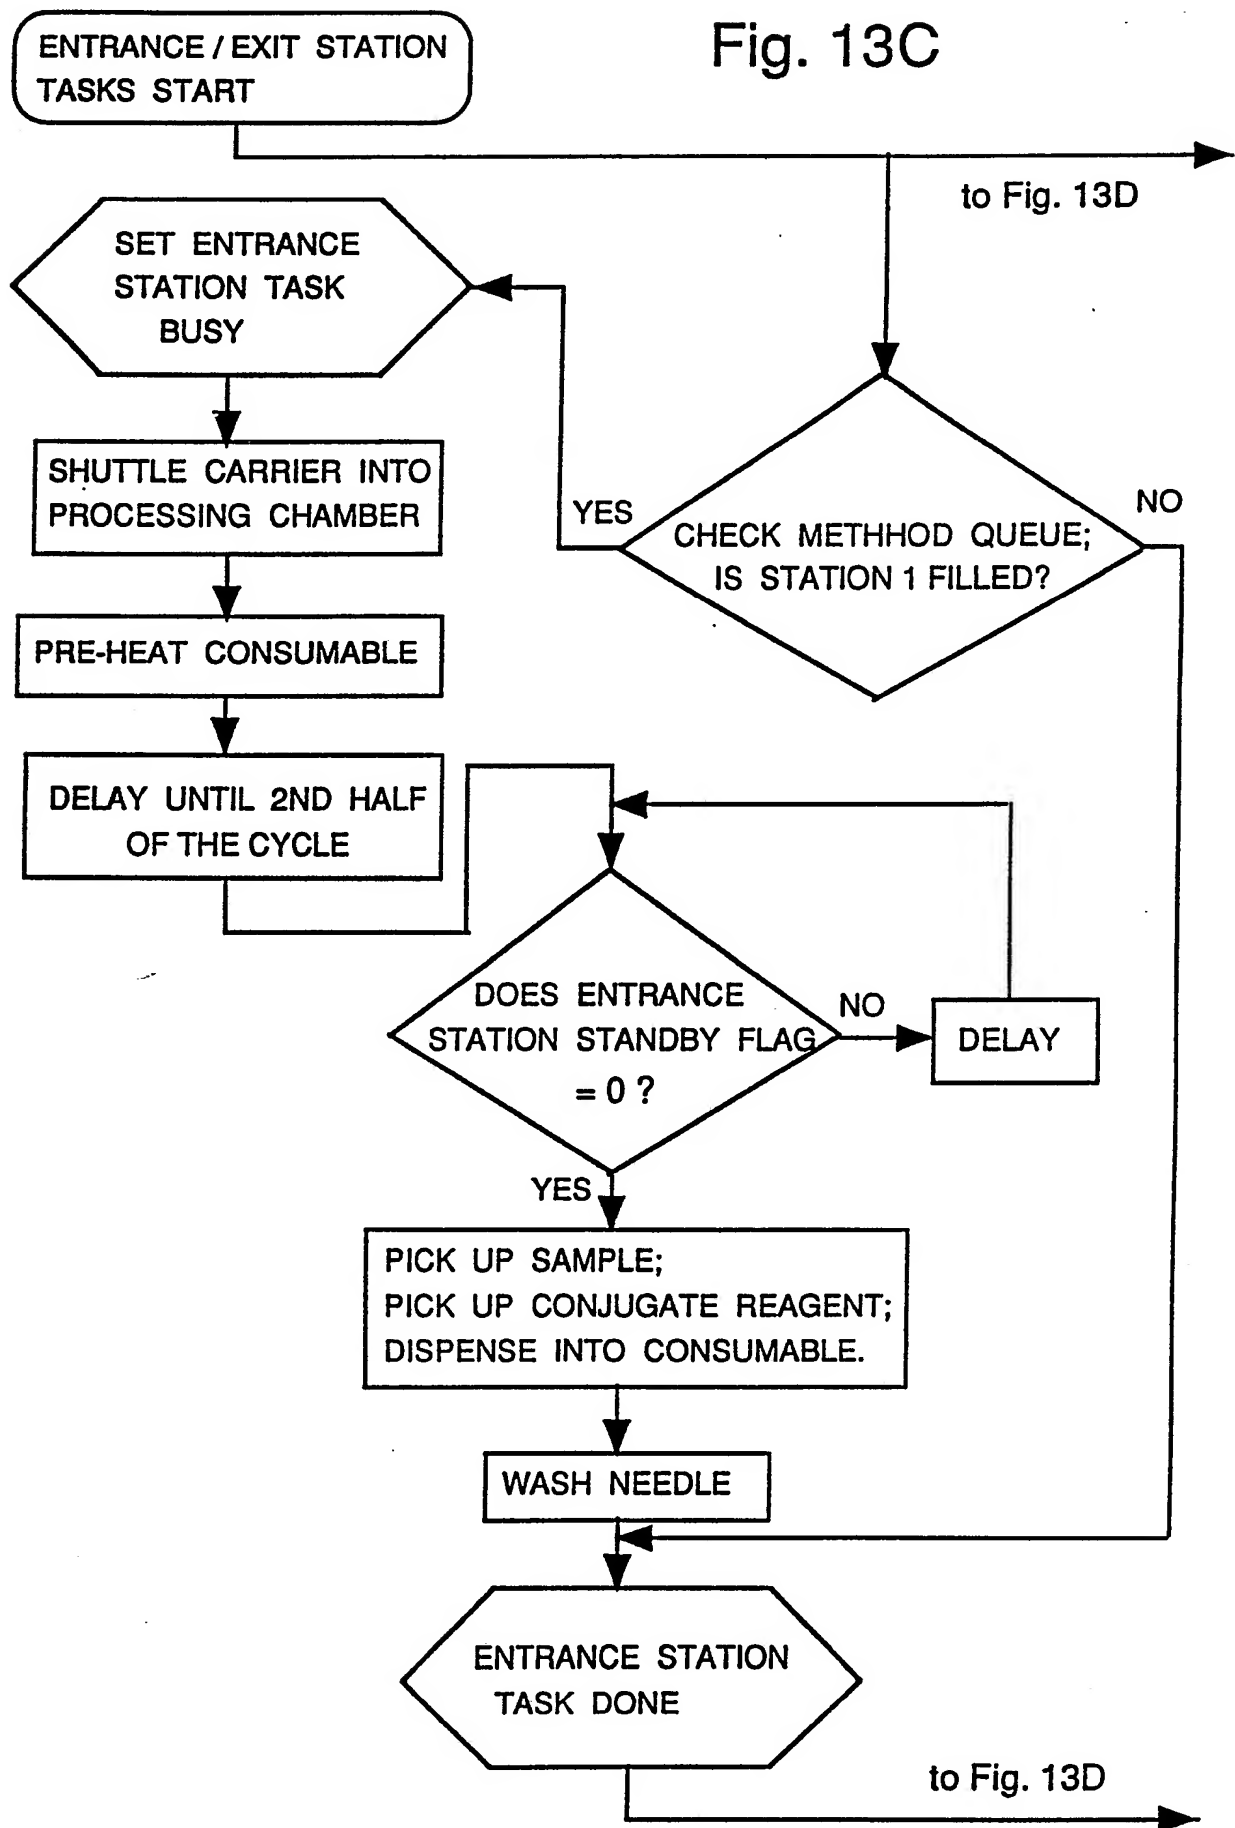 Fig. 13C
ENTRANCE / EXIT STATION
TASKS START
to Fig. 13D
SET ENTRANCE
STATION TASK
BUSY
SHUTTLE CARRIER INTO
PROCESSING CHAMBER
PRE-HEAT CONSUMABLE
DELAY UNTIL 2ND HALF
OF THE CYCLE
YES
NO
CHECK METHHOD QUEUE;
IS STATION 1 FILLED?
DOES ENTRANCE
STATION STANDBY FLAG
= 0 ?
NO
DELAY
YES
PICK UP SAMPLE;
PICK UP CONJUGATE REAGENT;
DISPENSE INTO CONSUMABLE.
WASH NEEDLE
ENTRANCE STATION
TASK DONE
to Fig. 13D